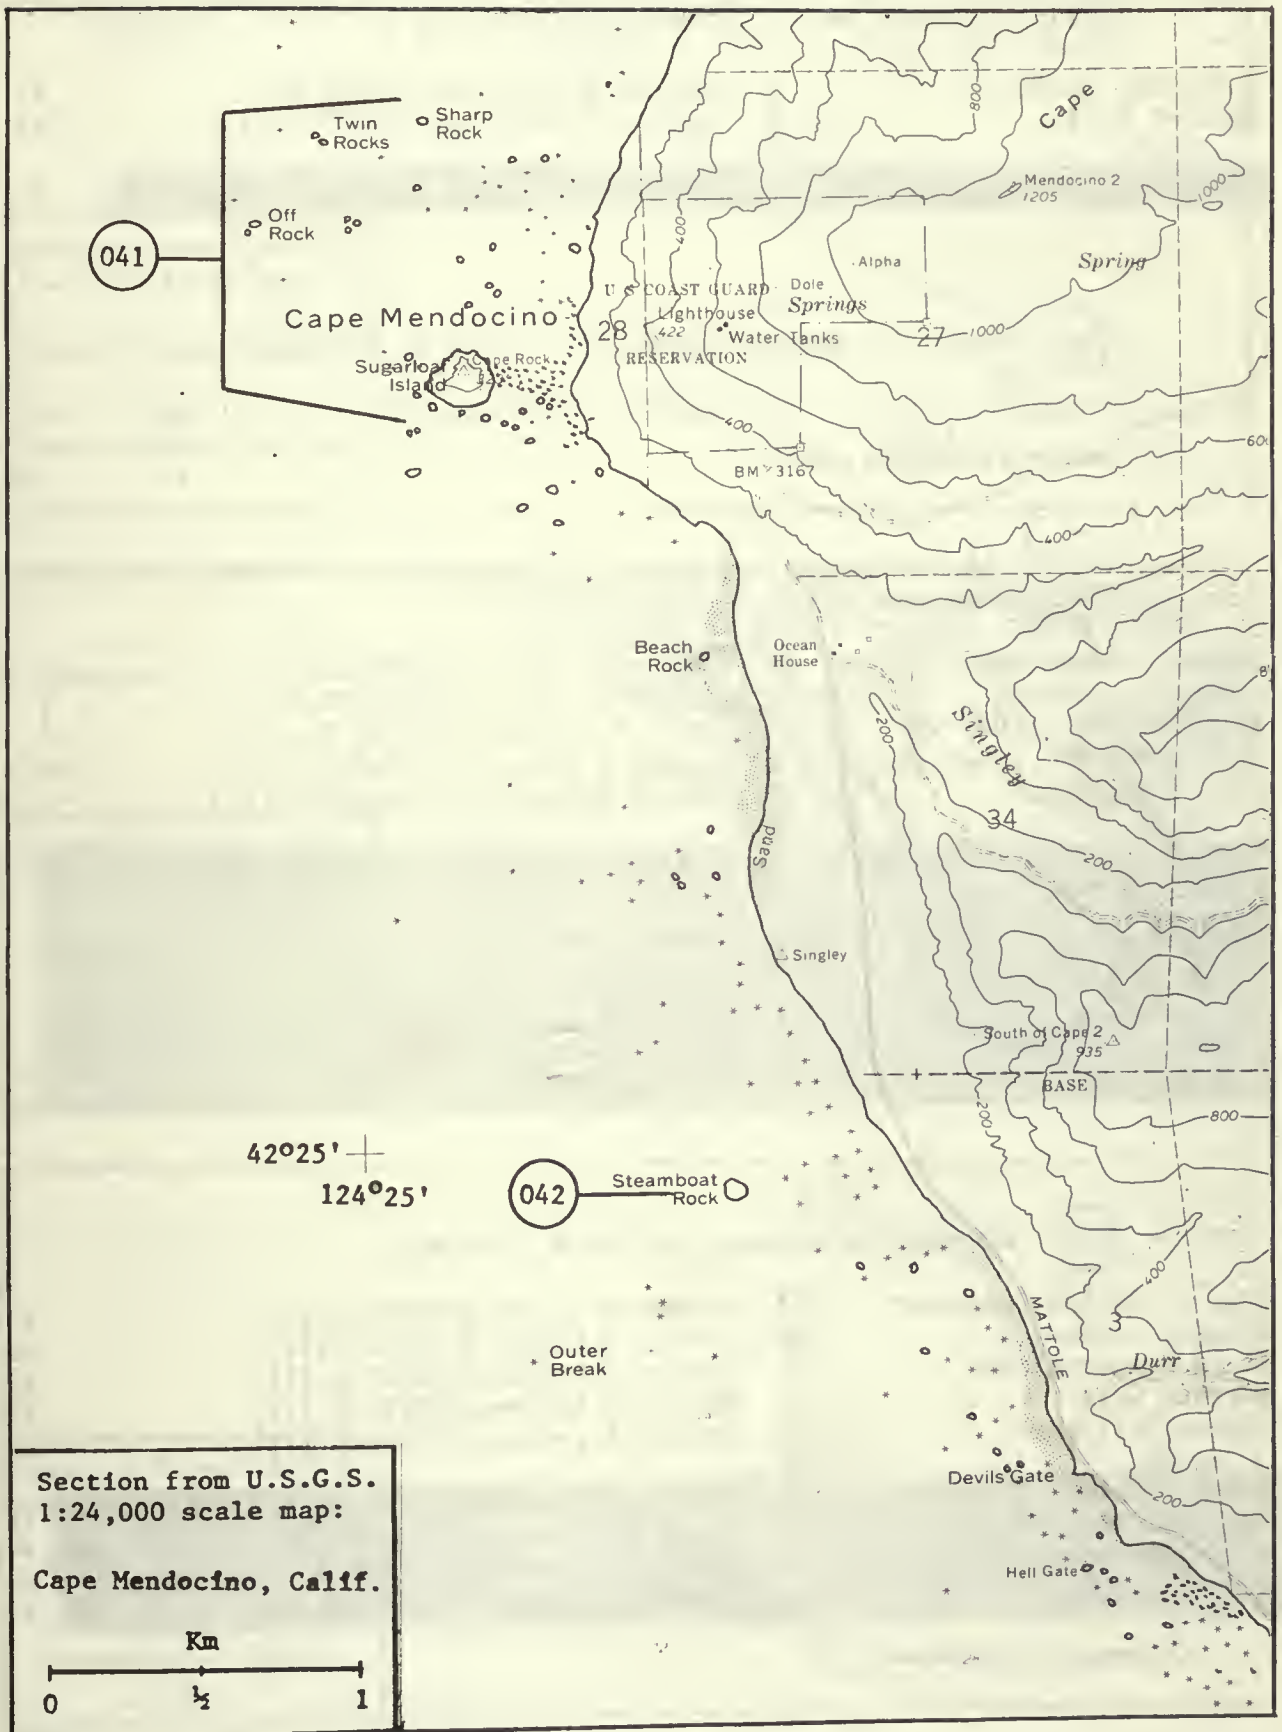 Cape
800
Twin
Rocks
Sharp
Rock
Mendocino 2
1205
1000
400
Off
Rock
041
Alpha
Spring
U S COAST GUARD
Dole
Springs
Cape Mendocino
28
Lighthouse
422
Water Tanks
27
1000
RESERVATION
Sugarloaf
Island
Cape Rock
400
BM 316
400
Beach
Rock
Ocean
House
200
Singley
34
200
Sand
Singley
South of Cape 2
935
BASE
200
800
42°25'
124°25'
042
Steamboat
Rock
400
MATTOLE
3
Durr
Outer
Break
Devils Gate
200
Hell Gate
Section from U.S.G.S.
1:24,000 scale map:
Cape Mendocino, Calif.
Km
0 ½ 1